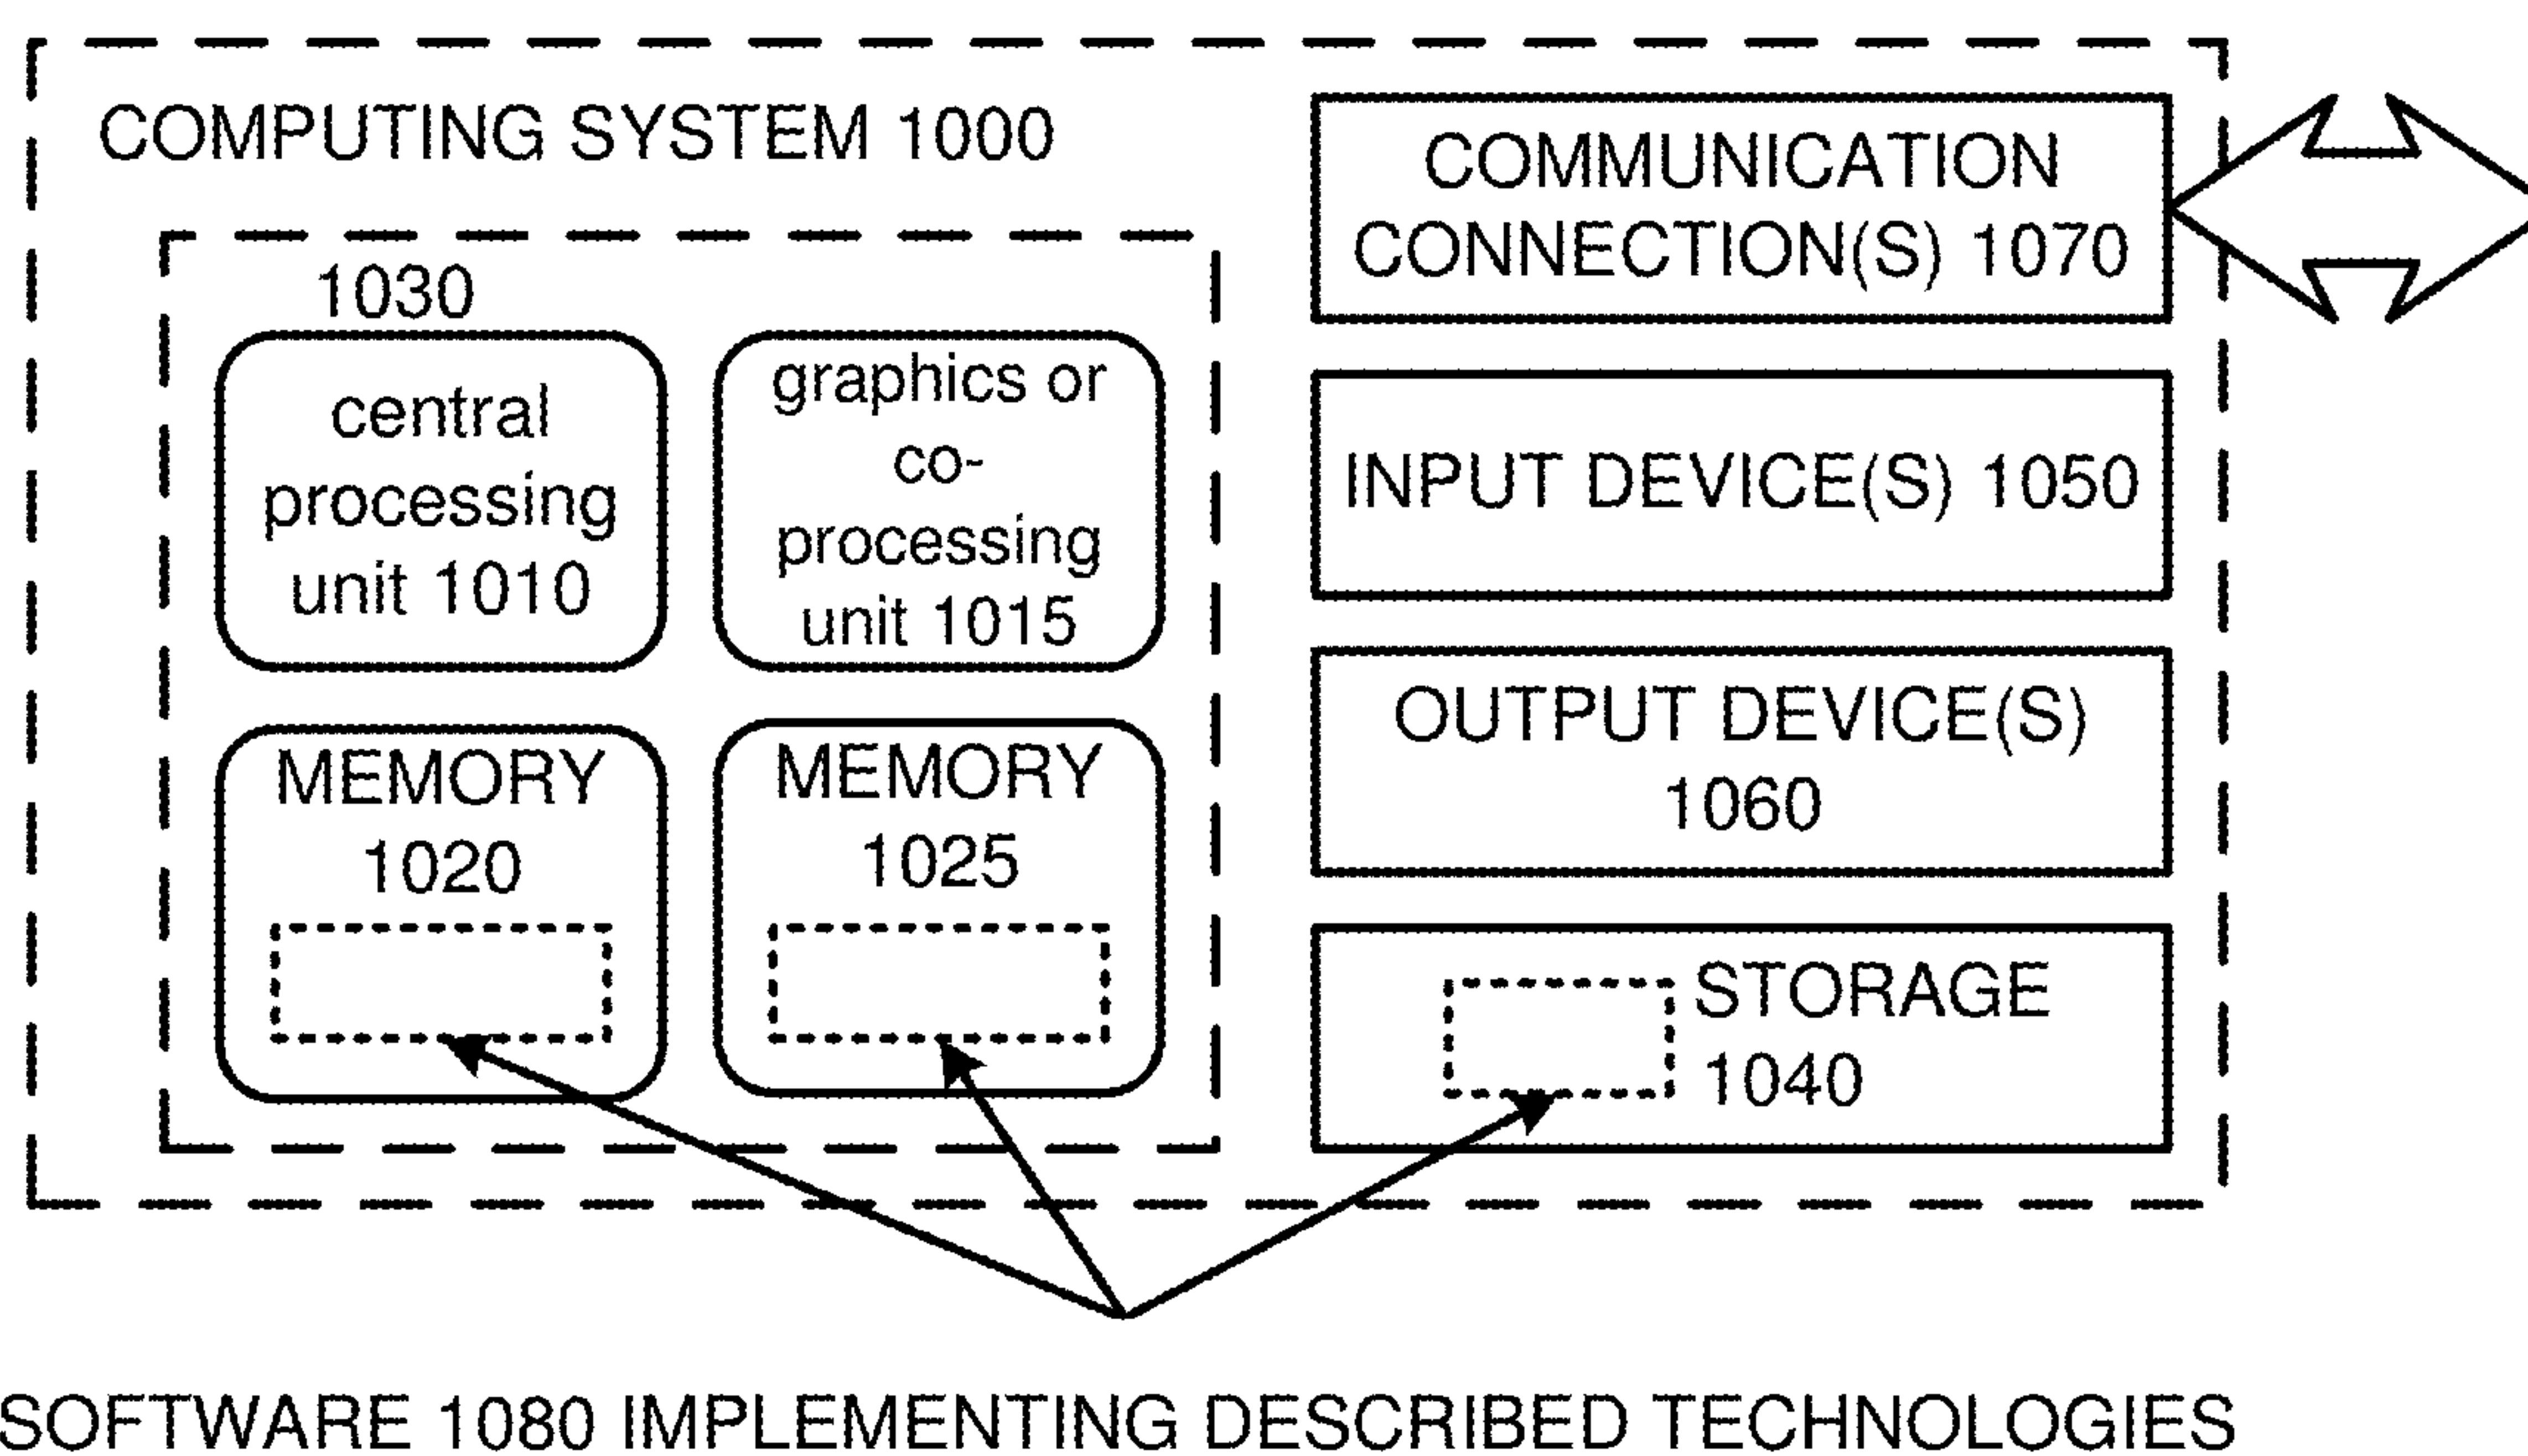 COMPUTING SYSTEM 1000
1030
central
processing
unit 1010
graphics or
co-
processing
unit 1015
MEMORY
1020
MEMORY
1025
COMMUNICATION
CONNECTION(S) 1070
INPUT DEVICE(S) 1050
OUTPUT DEVICE(S)
1060
STORAGE
1040
SOFTWARE 1080 IMPLEMENTING DESCRIBED TECHNOLOGIES